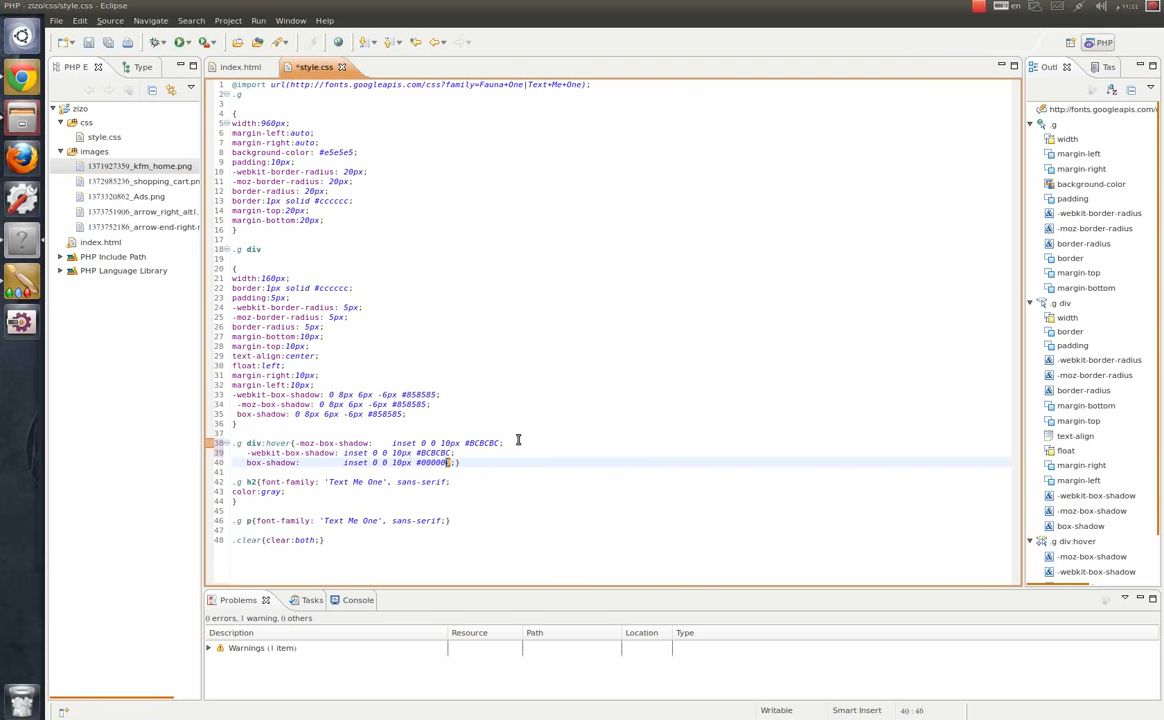 PHP - zizo/css/style.css - Eclipse
en
File Edit Source Navigate Search Project Run Window Help
PHP
PHP E Type
index.html *style.css
Outl Tas
zizo
css
style.css
images
1371927359_kfm_home.png
1372985236_shopping_cart.pn
1373320862_Ads.png
1373751906_arrow_right_alt1.
1373752186_arrow-end-right-r
index.html
PHP Include Path
PHP Language Library
1 @import url(http://fonts.googleapis.com/css?family=Fauna+One|Text+Me+One);
2 .g
3
4 {
5 width:960px;
6 margin-left:auto;
7 margin-right:auto;
8 background-color: #e5e5e5;
9 padding:10px;
10 -webkit-border-radius: 20px;
11 -moz-border-radius: 20px;
12 border-radius: 20px;
13 border:1px solid #cccccc;
14 margin-top:20px;
15 margin-bottom:20px;
16 }
17
18 .g div
19
20 {
21 width:160px;
22 border:1px solid #cccccc;
23 padding:5px;
24 -webkit-border-radius: 5px;
25 -moz-border-radius: 5px;
26 border-radius: 5px;
27 margin-bottom:10px;
28 margin-top:10px;
29 text-align:center;
30 float:left;
31 margin-right:10px;
32 margin-left:10px;
33 -webkit-box-shadow: 0 8px 6px -6px #858585;
34 -moz-box-shadow: 0 8px 6px -6px #858585;
35 box-shadow: 0 8px 6px -6px #858585;
36 }
37
38 .g div:hover{-moz-box-shadow: inset 0 0 10px #BCBCBC;
39 -webkit-box-shadow: inset 0 0 10px #BCBCBC;
40 box-shadow: inset 0 0 10px #00000;;}
41
42 .g h2{font-family: 'Text Me One', sans-serif;
43 color:gray;
44 }
45
46 .g p{font-family: 'Text Me One', sans-serif;}
47
48 .clear{clear:both;}
http://fonts.googleapis.com/c
.g
width
margin-left
margin-right
background-color
padding
-webkit-border-radius
-moz-border-radius
border-radius
border
margin-top
margin-bottom
.g div
width
border
padding
-webkit-border-radius
-moz-border-radius
border-radius
margin-bottom
margin-top
text-align
float
margin-right
margin-left
-webkit-box-shadow
-moz-box-shadow
box-shadow
.g div:hover
-moz-box-shadow
-webkit-box-shadow
Problems Tasks Console
0 errors, 1 warning, 0 others
Description Resource Path Location Type
Warnings (1 item)
Writable Smart Insert 40 : 46